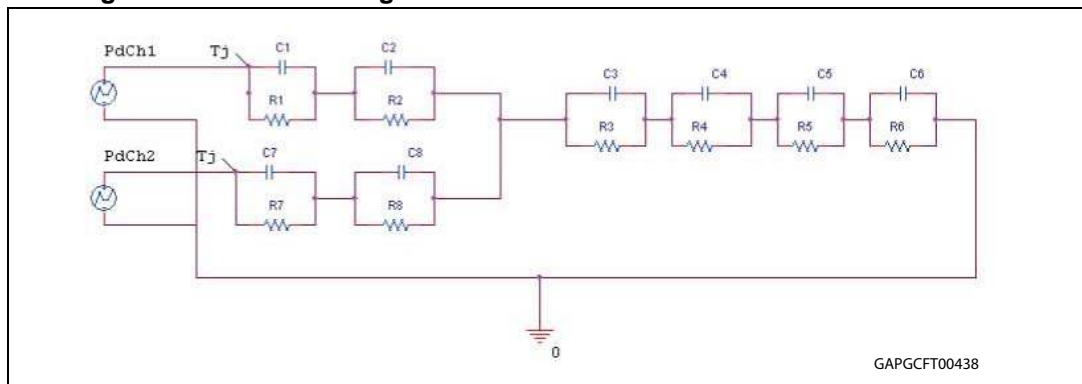 PdCh1
Tj
C1
C2
R1
R2
C3
C4
C5
C6
R3
R4
R5
R6
PdCh2
Tj
C7
C8
R7
R8
0
GAPGCFT00438